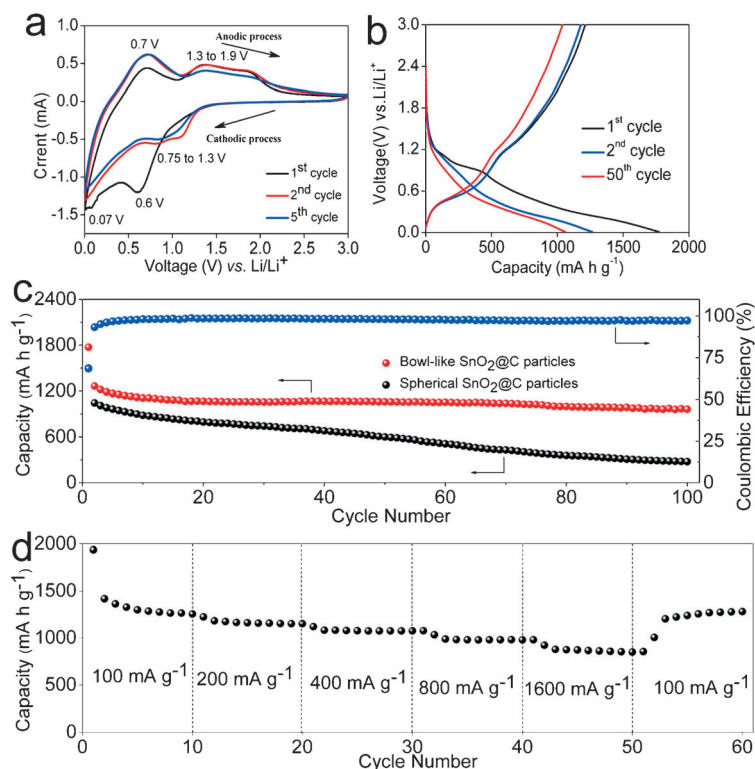 a
1.0
0.5
0.0
-0.5
-1.0
-1.5
Crrent (mA)
0.7 V
Anodic process
1.3 to 1.9 V
Cathodic process
0.75 to 1.3 V
0.6 V
0.07 V
1st cycle
2nd cycle
5th cycle
0.0 0.5 1.0 1.5 2.0 2.5 3.0
Voltage (V) vs. Li/Li+
b
3.0
2.4
1.8
1.2
0.6
0.0
Voltage(V) vs.Li/Li+
1st cycle
2nd cycle
50th cycle
0 500 1000 1500 2000
Capacity (mA h g-1)
c
2400
1800
1200
600
0
Capacity (mA h g-1)
Bowl-like SnO2@C particles
Spherical SnO2@C particles
100
75
50
25
0
Coulombic Efficiency (%)
0 20 40 60 80 100
Cycle Number
d
2000
1500
1000
500
0
Capacity (mA h g-1)
100 mA g-1 200 mA g-1 400 mA g-1 800 mA g-1 1600 mA g-1 100 mA g-1
0 10 20 30 40 50 60
Cycle Number